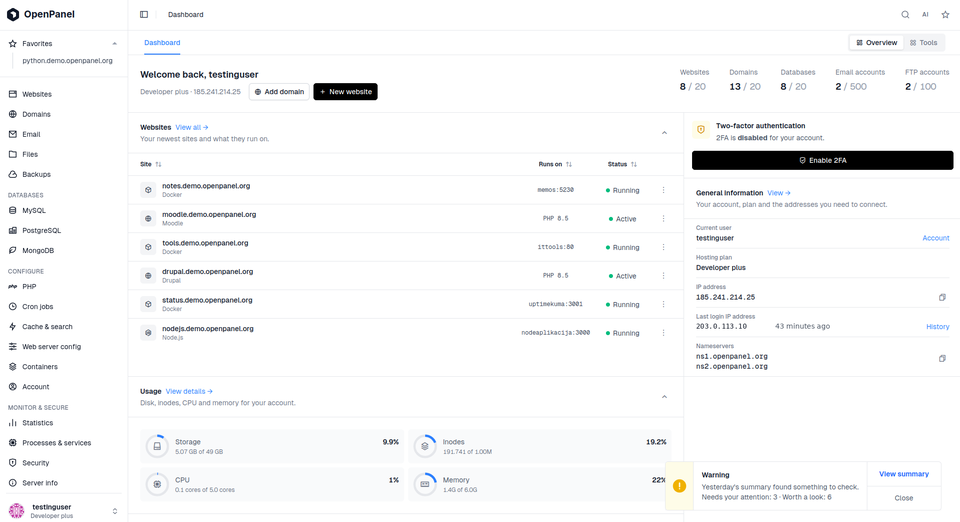 OpenPanel
Dashboard
AI
Favorites
python.demo.openpanel.org
Websites
Domains
Email
Files
Backups
DATABASES
MySQL
PostgreSQL
MongoDB
CONFIGURE
PHP
Cron jobs
Cache & search
Web server config
Containers
Account
MONITOR & SECURE
Statistics
Processes & services
Security
Server info
testinguser
Developer plus
Dashboard
Overview
Tools
Welcome back, testinguser
Developer plus · 185.241.214.25
Add domain
+ New website
Websites
8 / 20
Domains
13 / 20
Databases
8 / 20
Email accounts
2 / 500
FTP accounts
2 / 100
Websites View all →
Your newest sites and what they run on.
Site Runs on Status
notes.demo.openpanel.org
Docker
memos:5230
Running
moodle.demo.openpanel.org
Moodle
PHP 8.5
Active
tools.demo.openpanel.org
Docker
ittools:80
Running
drupal.demo.openpanel.org
Drupal
PHP 8.5
Active
status.demo.openpanel.org
Docker
uptimekuma:3001
Running
nodejs.demo.openpanel.org
Node.js
nodeaplikacija:3000
Running
Usage View details →
Disk, inodes, CPU and memory for your account.
Storage 9.9%
5.07 GB of 49 GB
Inodes 19.2%
191,741 of 1.00M
CPU 1%
0.1 cores of 5.0 cores
Memory 22%
1.4G of 6.0G
Two-factor authentication
2FA is disabled for your account.
Enable 2FA
General Information View →
Your account, plan and the addresses you need to connect.
Current user
testinguser Account
Hosting plan
Developer plus
IP address
185.241.214.25
Last login IP address
203.0.113.10 43 minutes ago History
Nameservers
ns1.openpanel.org
ns2.openpanel.org
Warning
Yesterday's summary found something to check.
Needs your attention: 3 · Worth a look: 6
View summary
Close